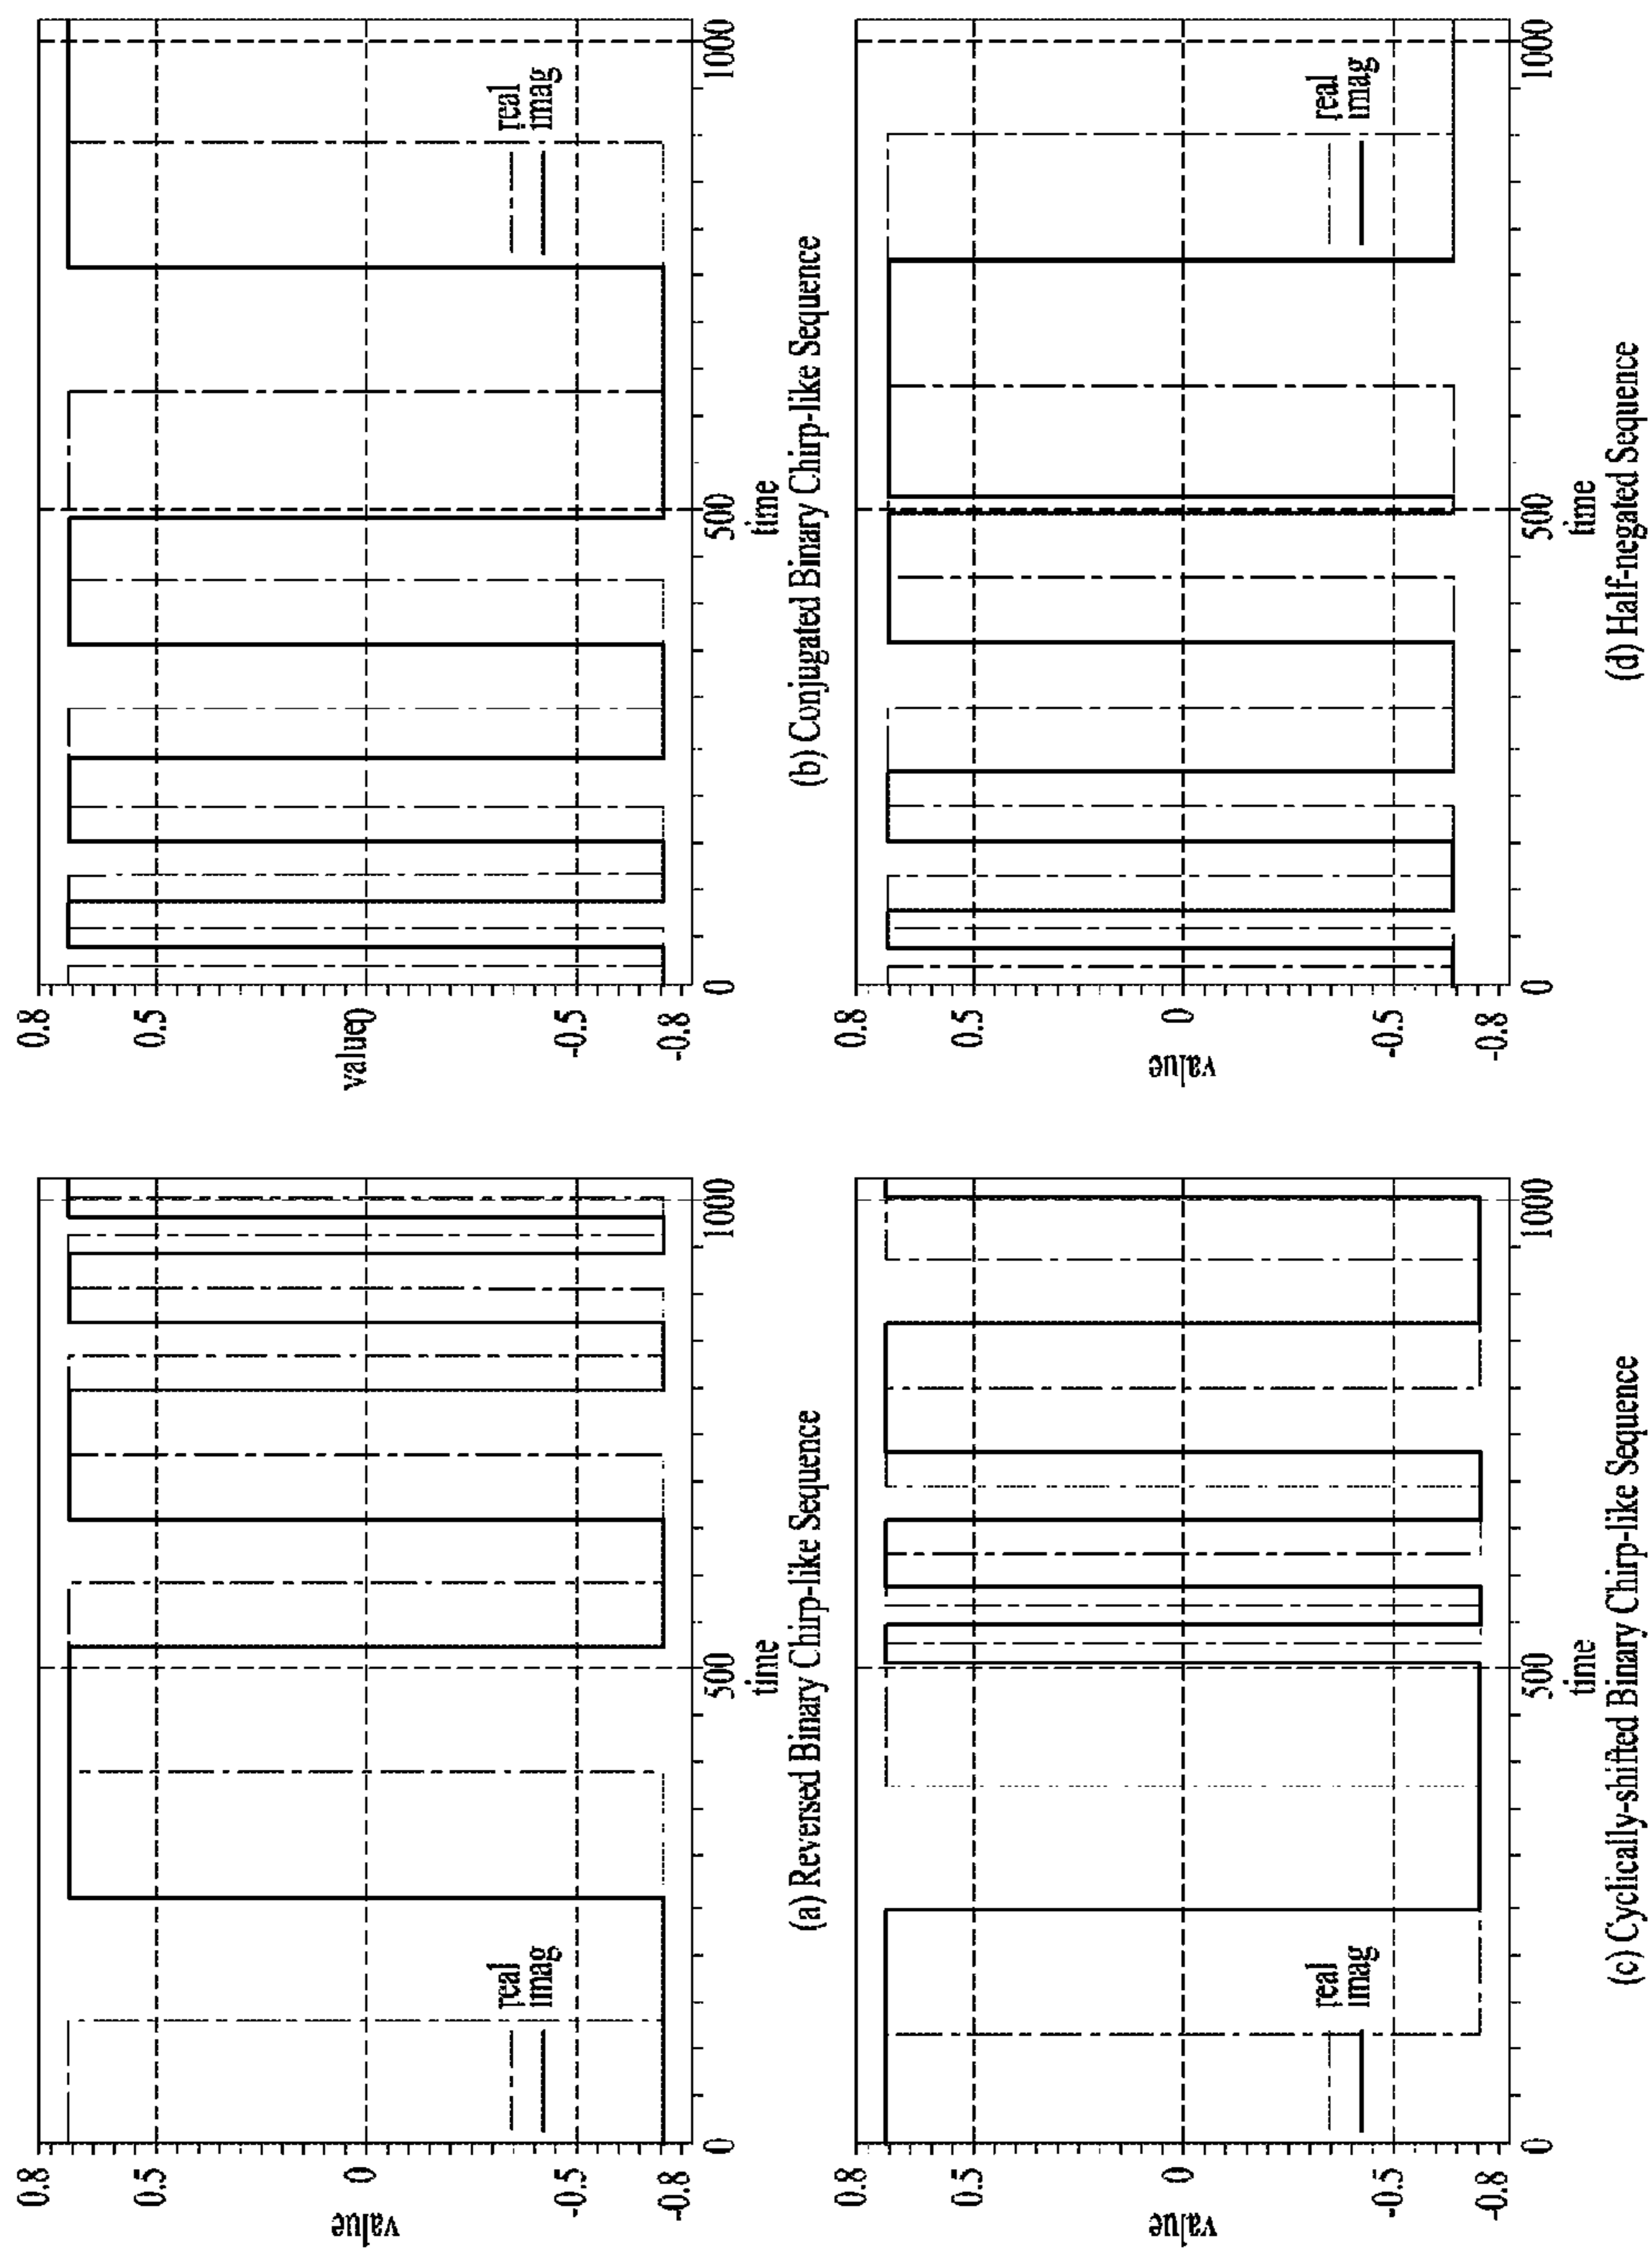 0.8
0.5
0
-0.5
-0.8
value
real
imag
0
500
1000
time
(a) Reversed Binary Chirp-like Sequence
0.8
0.5
0
-0.5
-0.8
value
real
imag
0
500
1000
time
(b) Conjugated Binary Chirp-like Sequence
0.8
0.5
0
-0.5
-0.8
value
real
imag
0
500
1000
time
(c) Cyclically-shifted Binary Chirp-like Sequence
0.8
0.5
0
-0.5
-0.8
value
real
imag
0
500
1000
time
(d) Half-negated Sequence